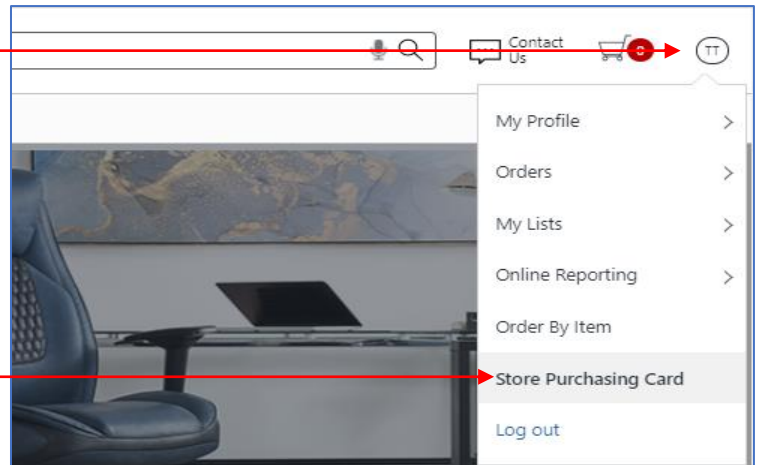 Contact
Us
TT
My Profile
Orders
My Lists
Online Reporting
Order By Item
Store Purchasing Card
Log out